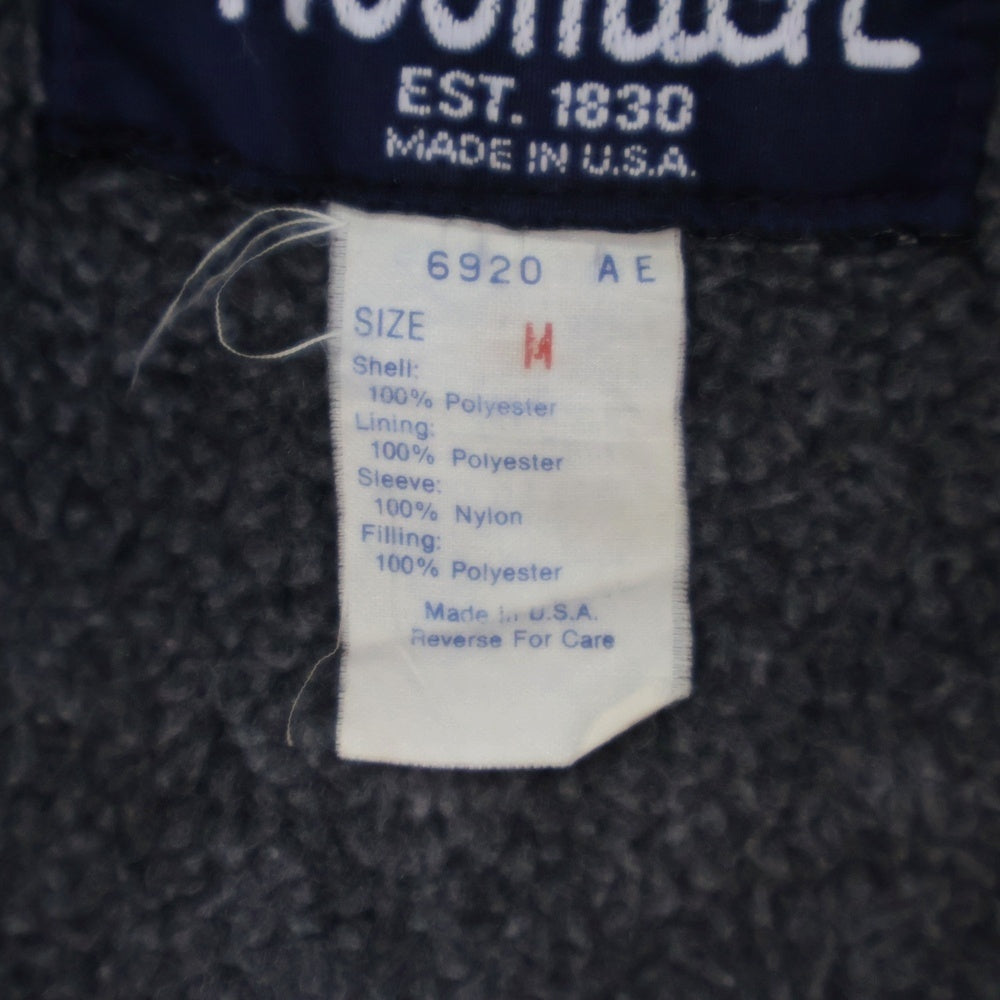 Woolrich
EST. 1830
MADE IN U.S.A.
6920 AE
SIZE M
Shell:
100% Polyester
Lining:
100% Polyester
Sleeve:
100% Nylon
Filling:
100% Polyester
Made in U.S.A.
Reverse For Care